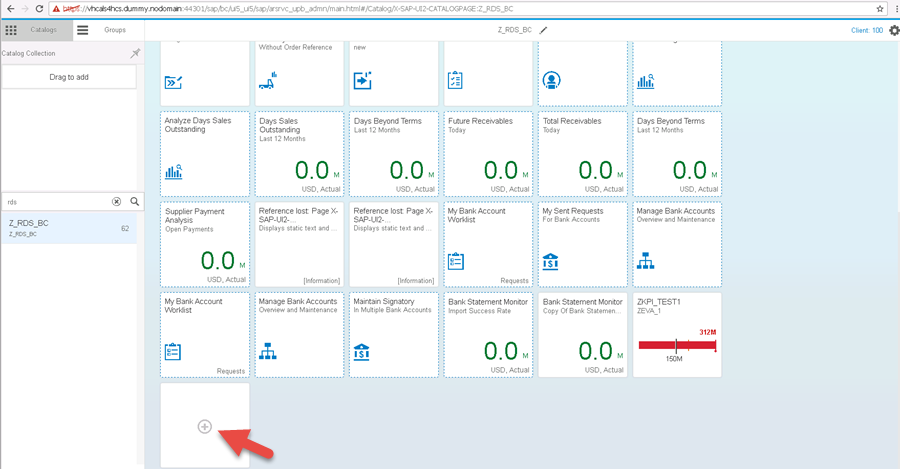 https://vhcals4hcs.dummy.nodomain:44301/sap/bc/ui5_ui5/sap/arsrvc_upb_admn/main.html#/Catalog/X-SAP-UI2-CATALOGPAGE:Z_RDS_BC
Catalogs
Groups
Z_RDS_BC
Client: 100
Catalog Collection
Drag to add
rds
Z_RDS_BC
Z_RDS_BC
62
Without Order Reference
new
Analyze Days Sales
Outstanding
Days Sales
Outstanding
Last 12 Months
0.0 M
USD, Actual
Days Beyond Terms
Last 12 Months
0.0 M
USD, Actual
Future Receivables
Today
0.0 M
USD, Actual
Total Receivables
Today
0.0 M
USD, Actual
Days Beyond Terms
Last 12 Months
0.0 M
USD, Actual
Supplier Payment
Analysis
Open Payments
0.0 M
USD, Actual
Reference lost: Page X-
SAP-UI2-...
Displays static text and ...
[Information]
Reference lost: Page X-
SAP-UI2-...
Displays static text and ...
[Information]
My Bank Account
Worklist
Requests
My Sent Requests
For Bank Accounts
Manage Bank Accounts
Overview and Maintenance
My Bank Account
Worklist
Requests
Manage Bank Accounts
Overview and Maintenance
Maintain Signatory
In Multiple Bank Accounts
Bank Statement Monitor
Import Success Rate
0.0 M
USD, Actual
Bank Statement Monitor
Copy Of Bank Statemen...
0.0 M
USD, Actual
ZKPI_TEST1
ZEVA_1
312M
150M